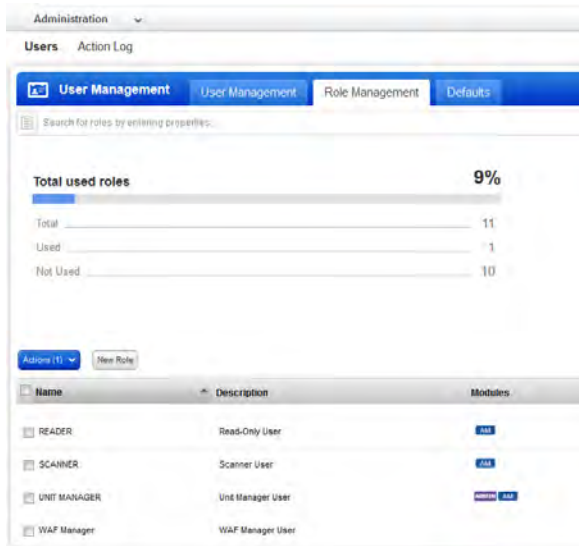 Administration
Users Action Log
User Management User Management Role Management Defaults
Search for roles by entering properties...
Total used roles 9%
Total 11
Used 1
Not Used 10
Actions (1) New Role
Name Description Modules
READER Read-Only User
SCANNER Scanner User
UNIT MANAGER Unit Manager User
WAF Manager WAF Manager User